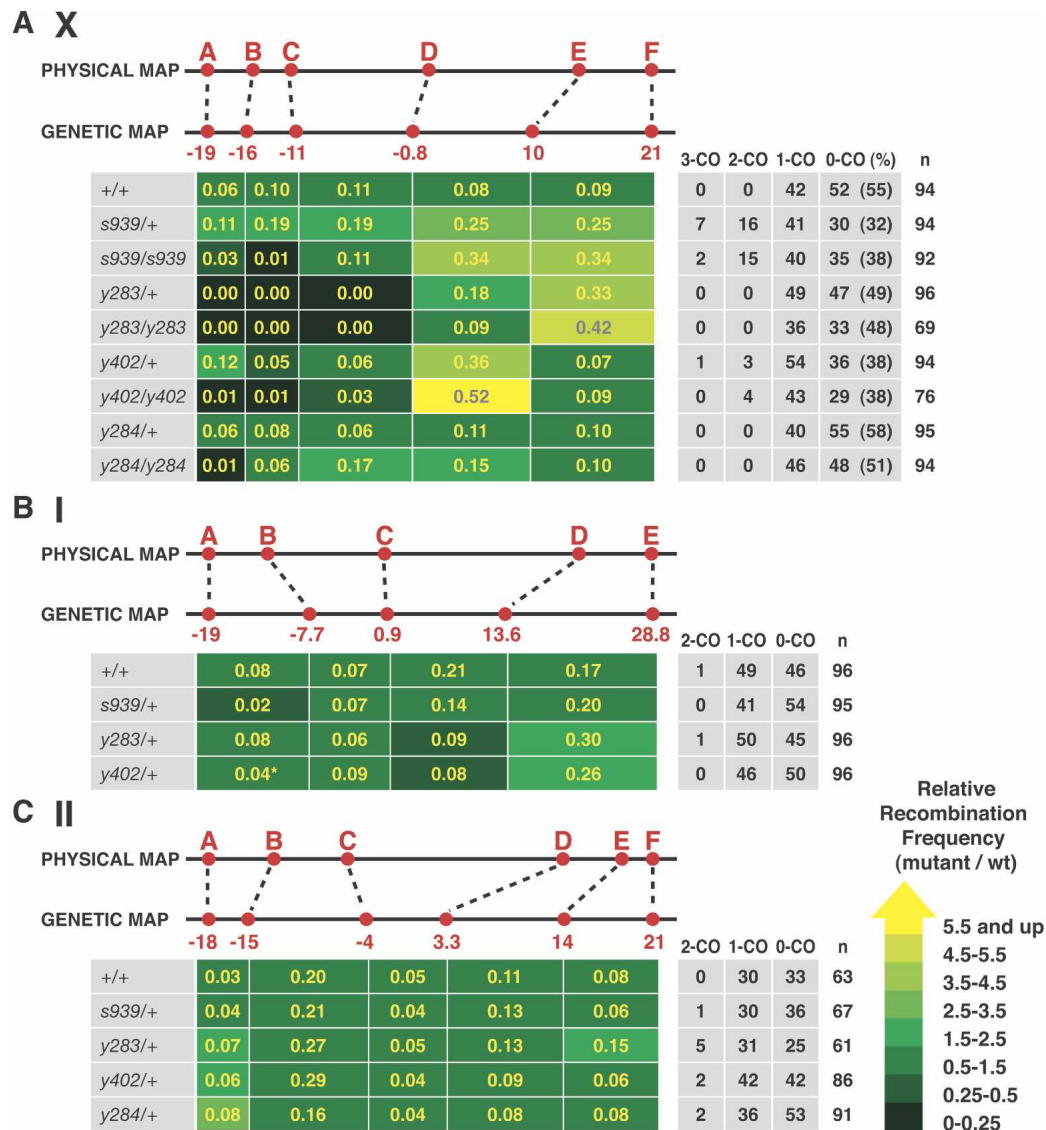 A X
A B C D E F
PHYSICAL MAP
GENETIC MAP
-19 -16 -11 -0.8 10 21
3-CO 2-CO 1-CO 0-CO (%) n
+/+ 0.06 0.10 0.11 0.08 0.09 0 0 42 52 (55) 94
s939/+ 0.11 0.19 0.19 0.25 0.25 7 16 41 30 (32) 94
s939/s939 0.03 0.01 0.11 0.34 0.34 2 15 40 35 (38) 92
y283/+ 0.00 0.00 0.00 0.18 0.33 0 0 49 47 (49) 96
y283/y283 0.00 0.00 0.00 0.09 0.42 0 0 36 33 (48) 69
y402/+ 0.12 0.05 0.06 0.36 0.07 1 3 54 36 (38) 94
y402/y402 0.01 0.01 0.03 0.52 0.09 0 4 43 29 (38) 76
y284/+ 0.06 0.08 0.06 0.11 0.10 0 0 40 55 (58) 95
y284/y284 0.01 0.06 0.17 0.15 0.10 0 0 46 48 (51) 94
B I
A B C D E
PHYSICAL MAP
GENETIC MAP
-19 -7.7 0.9 13.6 28.8
2-CO 1-CO 0-CO n
+/+ 0.08 0.07 0.21 0.17 1 49 46 96
s939/+ 0.02 0.07 0.14 0.20 0 41 54 95
y283/+ 0.08 0.06 0.09 0.30 1 50 45 96
y402/+ 0.04* 0.09 0.08 0.26 0 46 50 96
C II
A B C D E F
PHYSICAL MAP
GENETIC MAP
-18 -15 -4 3.3 14 21
2-CO 1-CO 0-CO n
+/+ 0.03 0.20 0.05 0.11 0.08 0 30 33 63
s939/+ 0.04 0.21 0.04 0.13 0.06 1 30 36 67
y283/+ 0.07 0.27 0.05 0.13 0.15 5 31 25 61
y402/+ 0.06 0.29 0.04 0.09 0.06 2 42 42 86
y284/+ 0.08 0.16 0.04 0.08 0.08 2 36 53 91
Relative
Recombination
Frequency
(mutant / wt)
5.5 and up
4.5-5.5
3.5-4.5
2.5-3.5
1.5-2.5
0.5-1.5
0.25-0.5
0-0.25